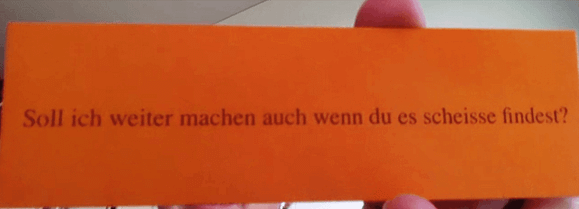 Soll ich weiter machen auch wenn du es scheisse findest?